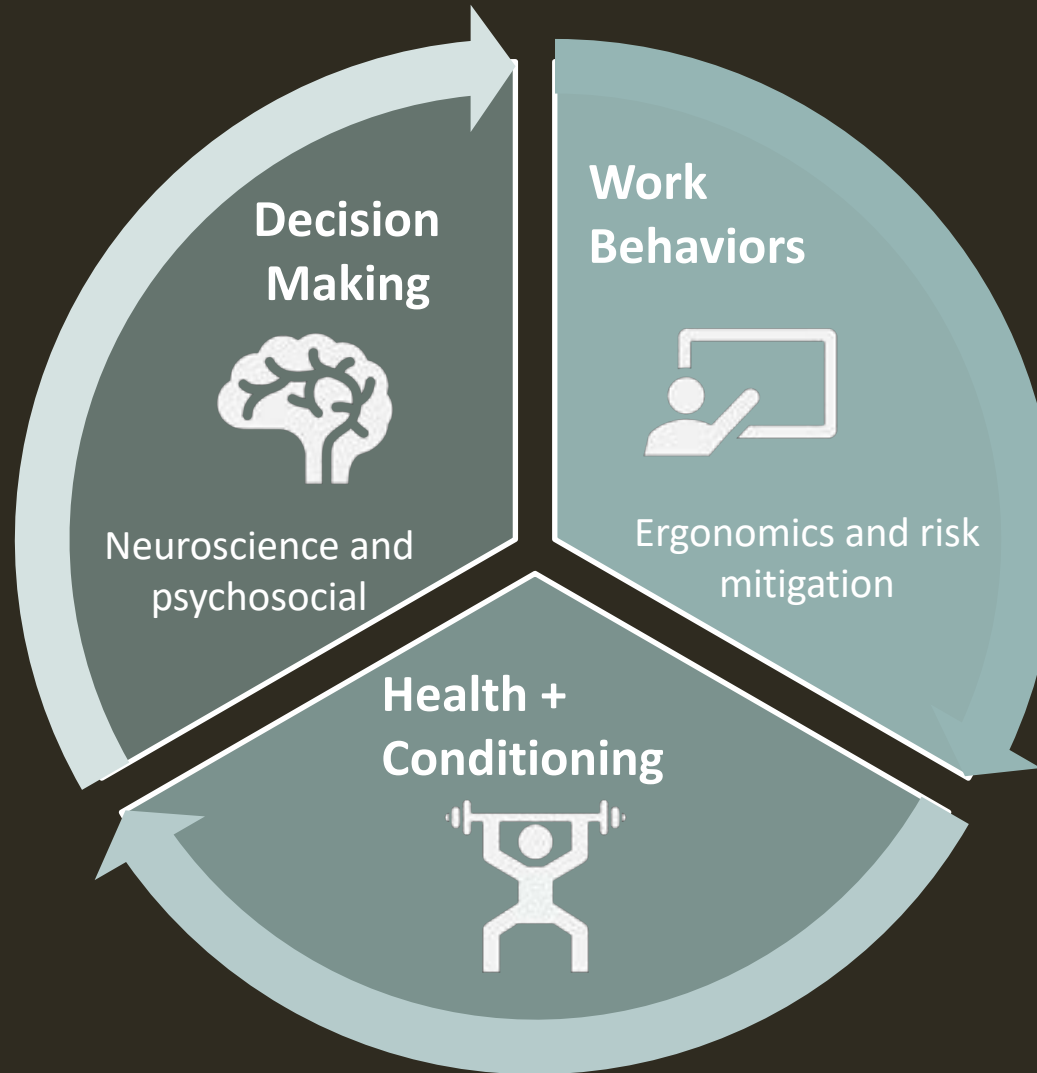 Decision
Making
Neuroscience and
psychosocial
Work
Behaviors
Ergonomics and risk
mitigation
Health +
Conditioning